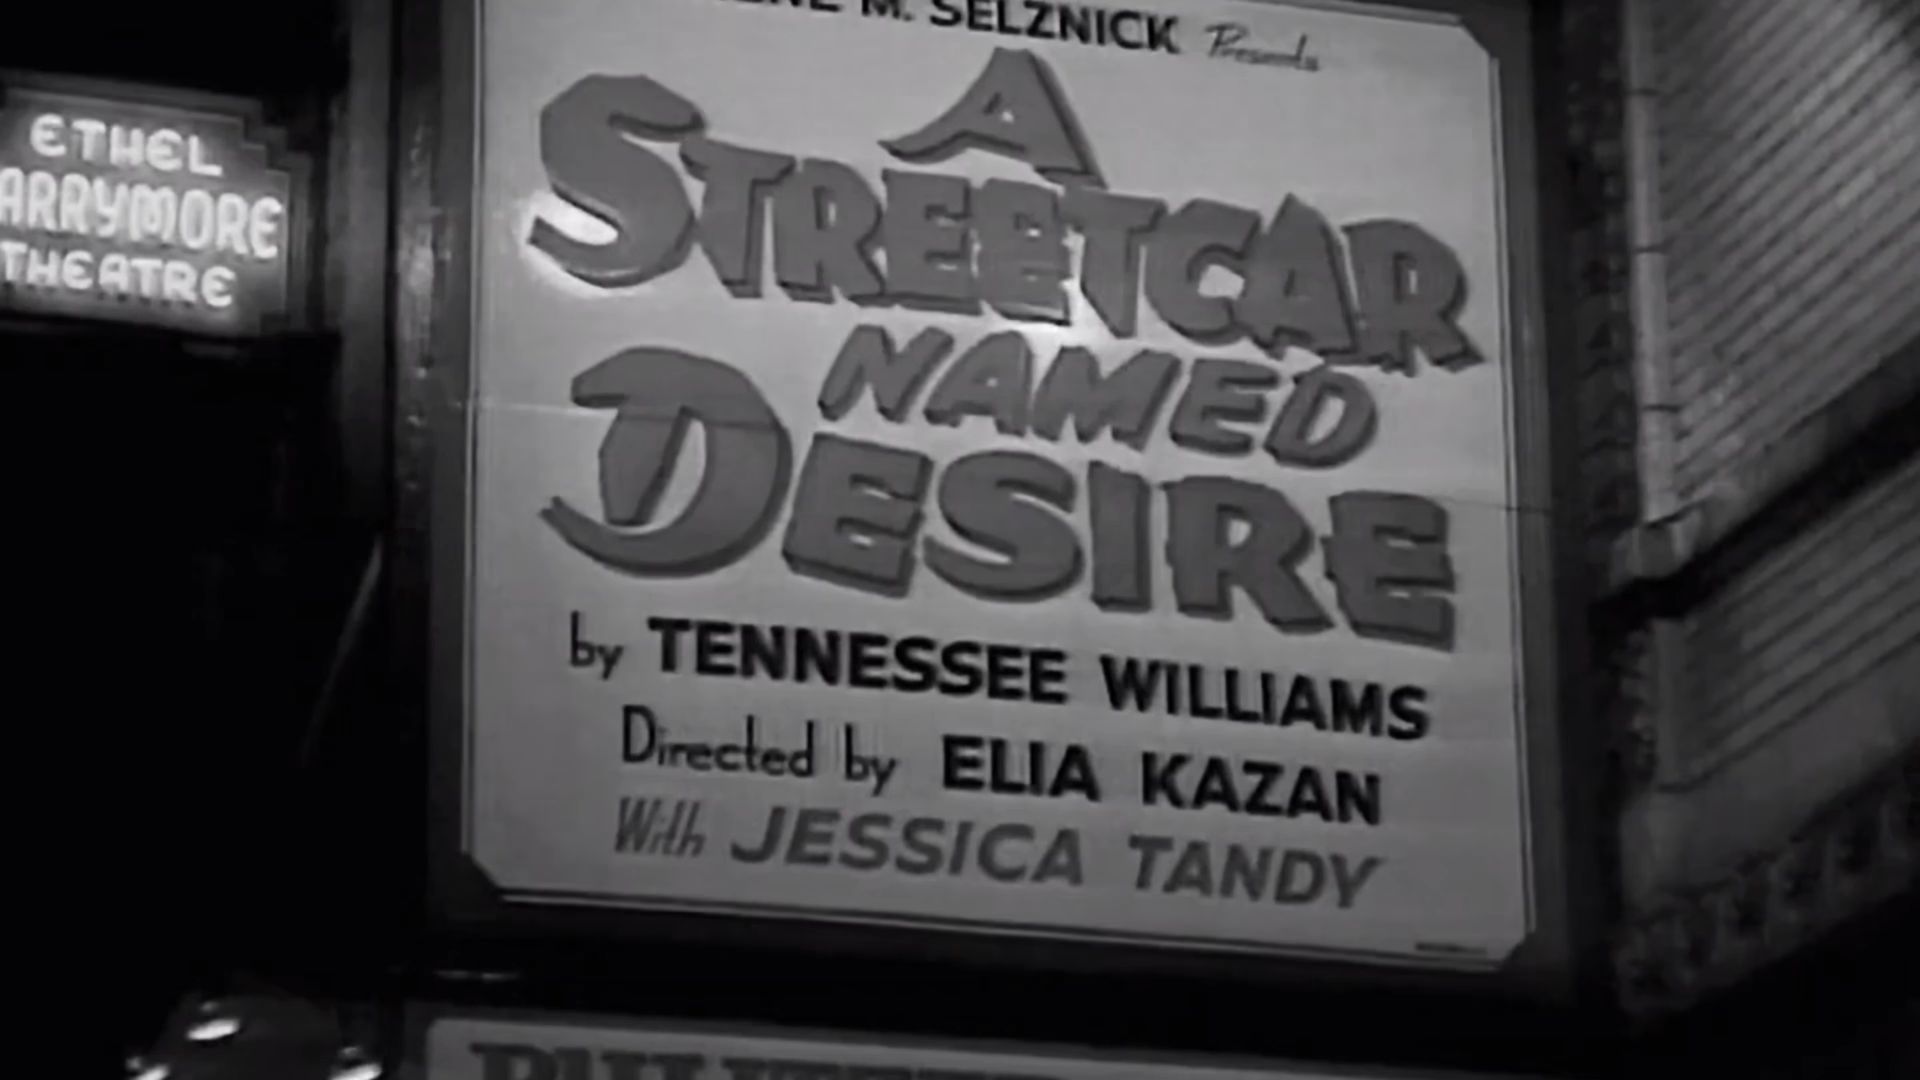 ETHEL
ARRYMORE
THEATRE
M. SELZNICK Presents
A
STREETCAR
NAMED
DESIRE
by TENNESSEE WILLIAMS
Directed by ELIA KAZAN
With JESSICA TANDY